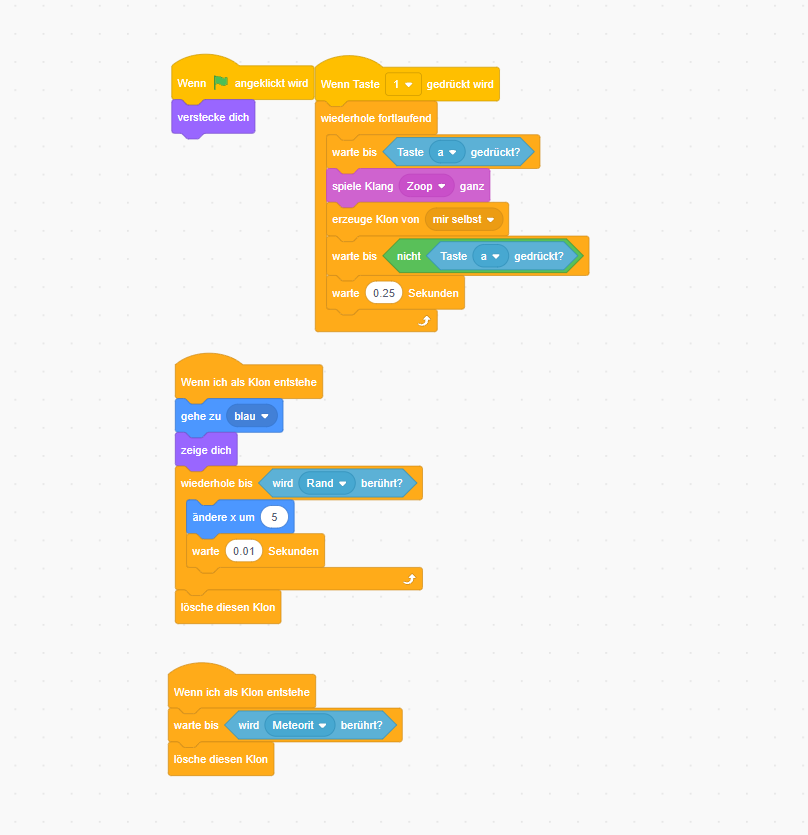 Wenn angeklickt wird
verstecke dich
Wenn Taste 1 gedrückt wird
wiederhole fortlaufend
warte bis Taste a gedrückt?
spiele Klang Zoop ganz
erzeuge Klon von mir selbst
warte bis nicht Taste a gedrückt?
warte 0.25 Sekunden
Wenn ich als Klon entstehe
gehe zu blau
zeige dich
wiederhole bis wird Rand berührt?
ändere x um 5
warte 0.01 Sekunden
lösche diesen Klon
Wenn ich als Klon entstehe
warte bis wird Meteorit berührt?
lösche diesen Klon